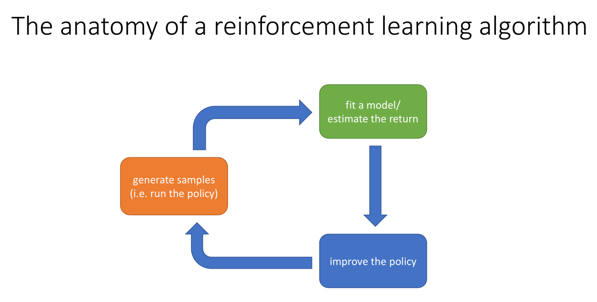 The anatomy of a reinforcement learning algorithm
fit a model/
estimate the return
generate samples
(i.e. run the policy)
improve the policy